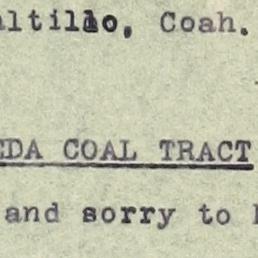 altillo, Coah.
EDA COAL TRACT
and sorry to